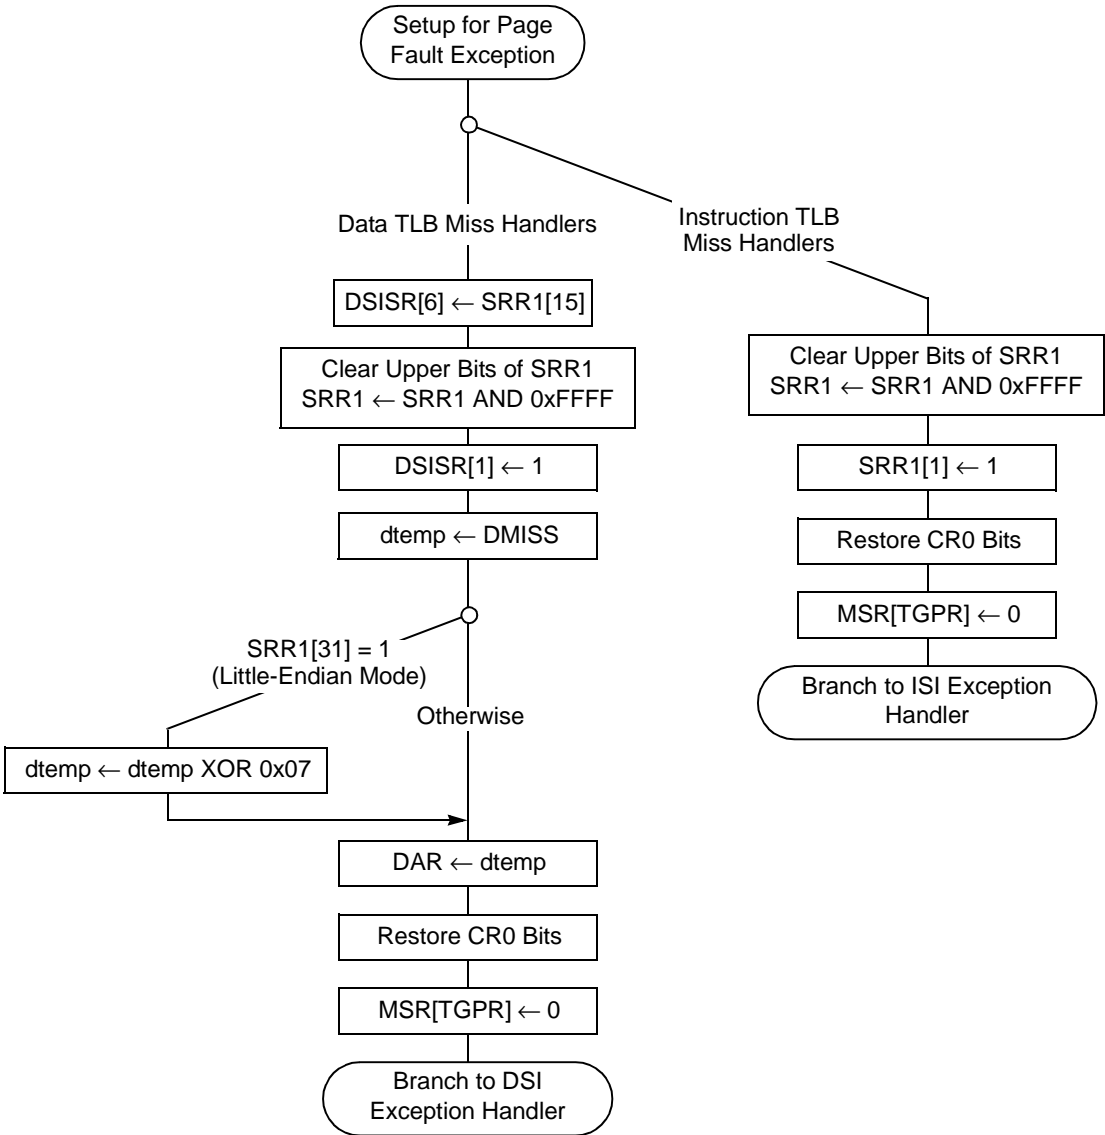 Setup for Page
Fault Exception
Data TLB Miss Handlers
Instruction TLB
Miss Handlers
DSISR[6] ← SRR1[15]
Clear Upper Bits of SRR1
SRR1 ← SRR1 AND 0xFFFF
DSISR[1] ← 1
dtemp ← DMISS
SRR1[31] = 1
(Little-Endian Mode)
Otherwise
dtemp ← dtemp XOR 0x07
DAR ← dtemp
Restore CR0 Bits
MSR[TGPR] ← 0
Branch to DSI
Exception Handler
Clear Upper Bits of SRR1
SRR1 ← SRR1 AND 0xFFFF
SRR1[1] ← 1
Restore CR0 Bits
MSR[TGPR] ← 0
Branch to ISI Exception
Handler